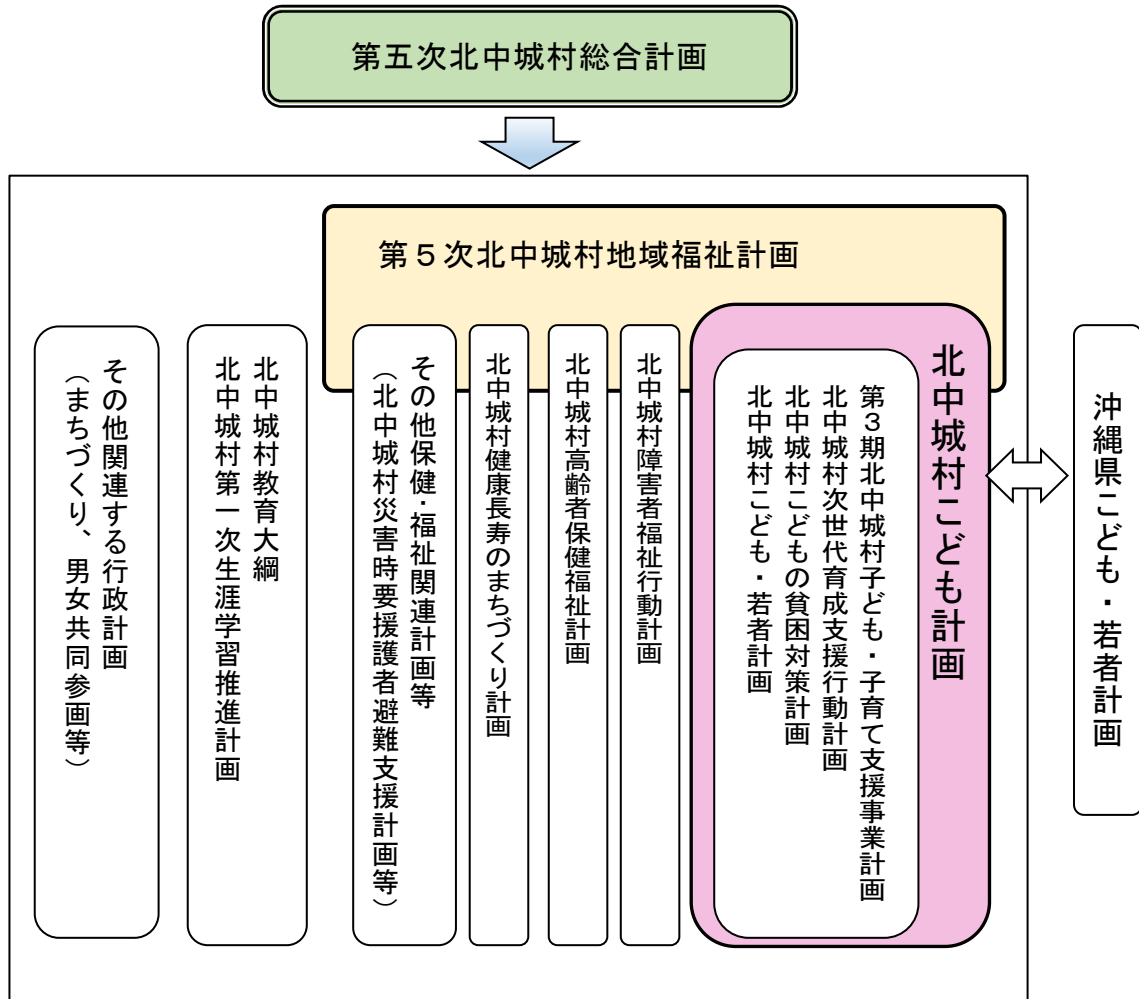 第五次北中城村総合計画
第５次北中城村地域福祉計画
沖縄県こども・若者計画
北中城村こども計画
第３期北中城村子ども・子育て支援事業計画
北中城村次世代育成支援行動計画
北中城村こどもの貧困対策計画
北中城村こども・若者計画
北中城村障害者福祉行動計画
北中城村高齢者保健福祉計画
北中城村健康長寿のまちづくり計画
その他保健・福祉関連計画等
（北中城村災害時要援護者避難支援計画等）
北中城村教育大綱
北中城村第一次生涯学習推進計画
その他関連する行政計画
（まちづくり、男女共同参画等）